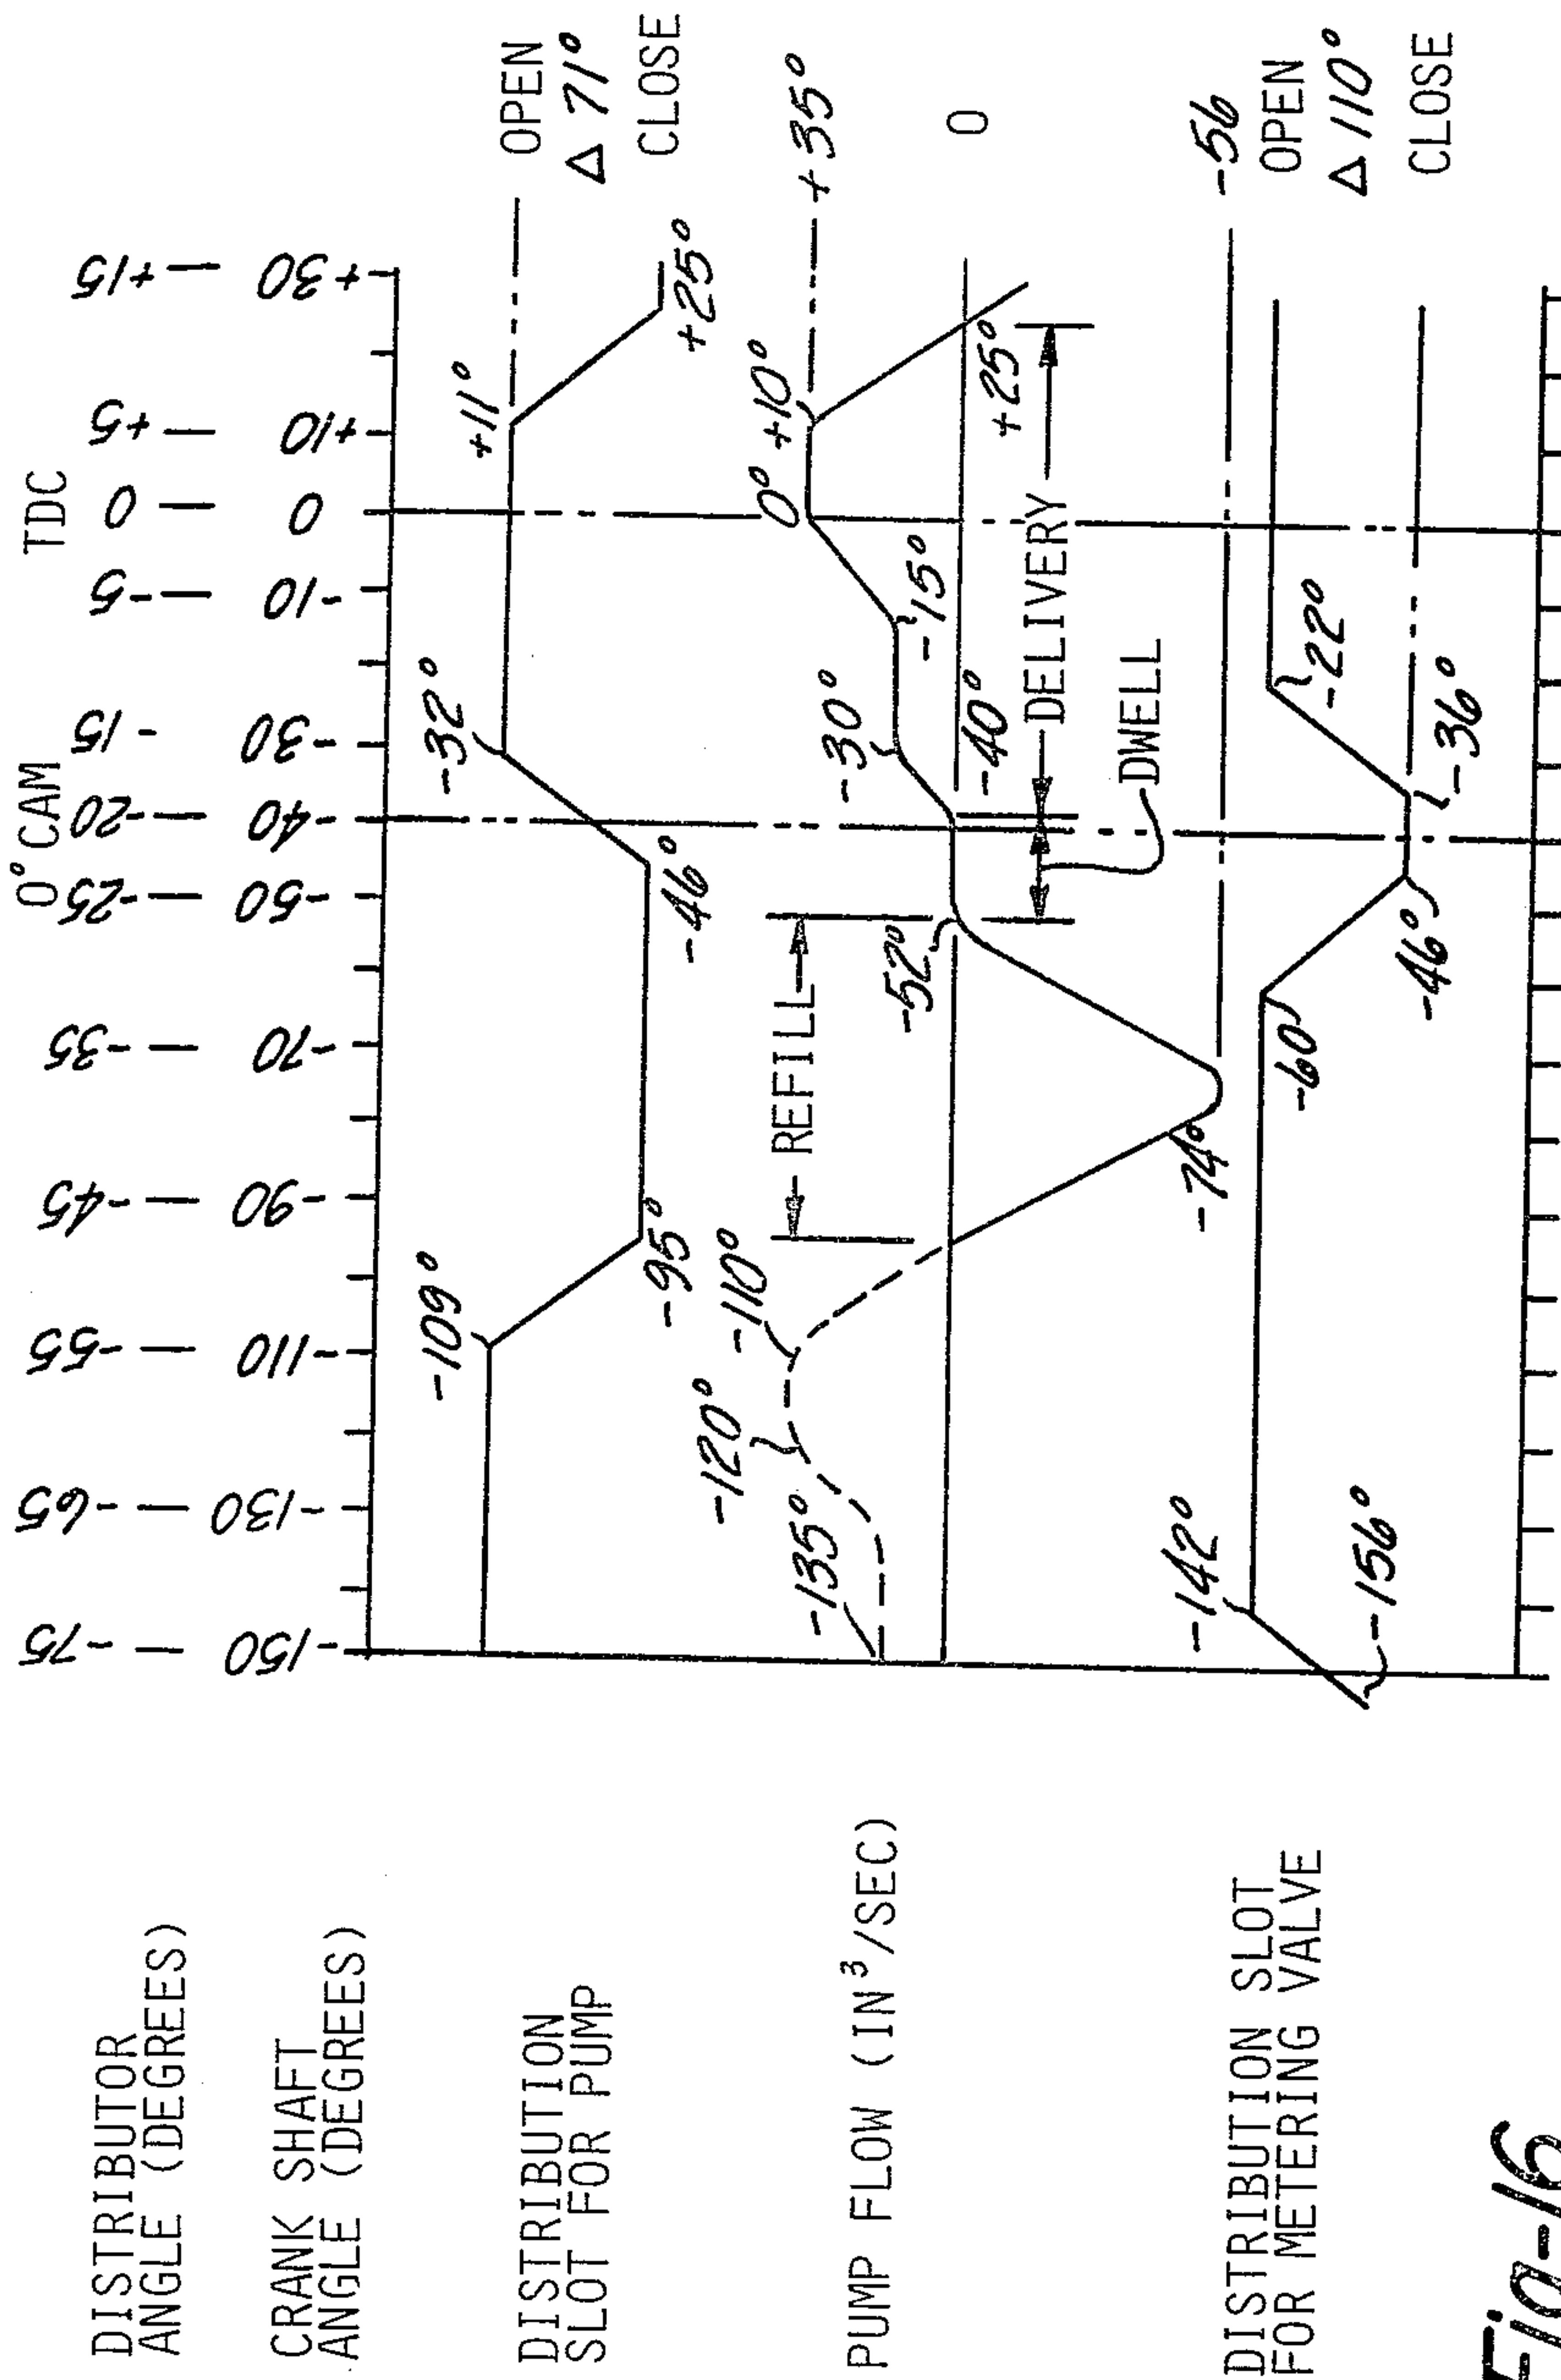 TDC
0° CAM
DISTRIBUTOR
ANGLE (DEGREES)
-75 -65 -55 -45 -35 -25 -20 -15 -5 0 +5 +15
CRANK SHAFT
ANGLE (DEGREES)
-150 -130 -110 -90 -70 -50 -40 -30 -10 0 +10 +30
DISTRIBUTION
SLOT FOR PUMP
-109° -95° -46° -32° +11° +25°
OPEN
Δ 71°
CLOSE
PUMP FLOW (IN³/SEC)
-135° -120° -110° -74° -52° -40° -30° -15° 0° +10° +25°
+35°
0
-56
REFILL
DELIVERY
DWELL
DISTRIBUTION SLOT
FOR METERING VALVE
-156° -142° -60° -46° -36° -22°
OPEN
Δ 110°
CLOSE
Fig-16